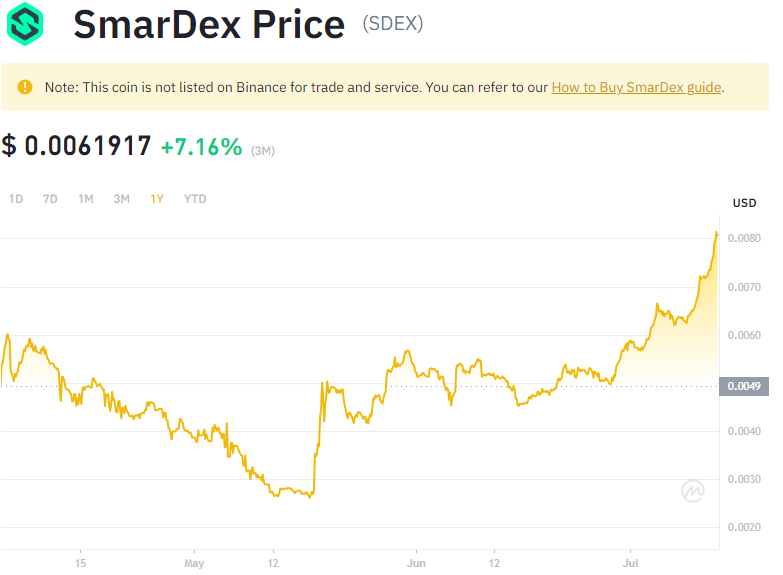 SmarDex Price (SDEX)
Note: This coin is not listed on Binance for trade and service. You can refer to our How to Buy SmarDex guide.
$ 0.0061917 +7.16% (3M)
1D 7D 1M 3M 1Y YTD
USD
0.0080
0.0070
0.0060
0.0049
0.0040
0.0030
0.0020
15 May 12 Jun 12 Jul